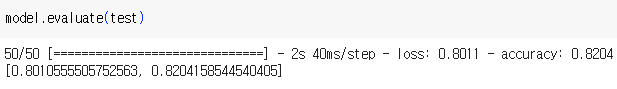 model.evaluate(test)
50/50 [==============================] - 2s 40ms/step - loss: 0.8011 - accuracy: 0.8204
[0.8010555505752563, 0.8204158544540405]